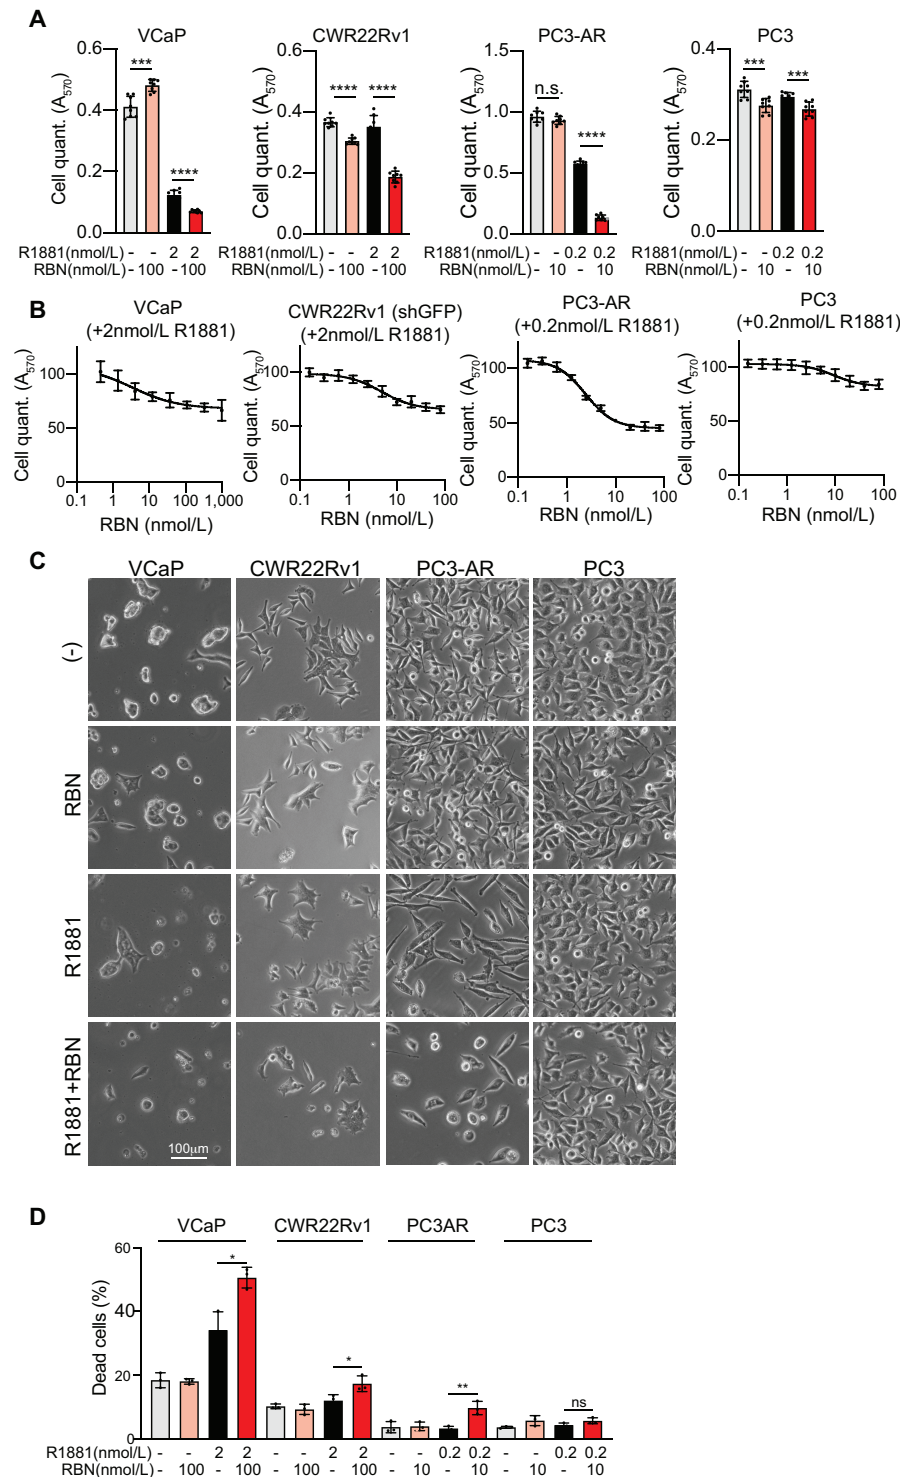 A
VCaP
CWR22Rv1
PC3-AR
PC3
Cell quant. (A570)
0.6
0.4
0.2
0.0
***
****
Cell quant. (A570)
0.6
0.4
0.2
0.0
****
****
Cell quant. (A570)
1.5
1.0
0.5
0.0
n.s.
****
Cell quant. (A570)
0.4
0.2
0.0
***
***
R1881(nmol/L) - - 2 2
RBN(nmol/L) - 100 - 100
R1881(nmol/L) - - 2 2
RBN(nmol/L) - 100 - 100
R1881(nmol/L) - - 0.2 0.2
RBN(nmol/L) - 10 - 10
R1881(nmol/L) - - 0.2 0.2
RBN(nmol/L) - 10 - 10
B
VCaP
(+2nmol/L R1881)
CWR22Rv1 (shGFP)
(+2nmol/L R1881)
PC3-AR
(+0.2nmol/L R1881)
PC3
(+0.2nmol/L R1881)
Cell quant. (A570)
100
50
0
0.1 1 10 100 1,000
RBN (nmol/L)
Cell quant. (A570)
100
50
0
0.1 1 10 100
RBN (nmol/L)
Cell quant. (A570)
100
50
0
0.1 1 10 100
RBN (nmol/L)
Cell quant. (A570)
100
50
0
0.1 1 10 100
RBN (nmol/L)
C
VCaP
CWR22Rv1
PC3-AR
PC3
(-)
RBN
R1881
R1881+RBN
100µm
D
VCaP
CWR22Rv1
PC3AR
PC3
Dead cells (%)
60
40
20
0
*
*
**
ns
R1881(nmol/L) - - 2 2 - - 2 2 - - 0.2 0.2 - - 0.2 0.2
RBN(nmol/L) - 100 - 100 - 100 - 100 - 10 - 10 - 10 - 10